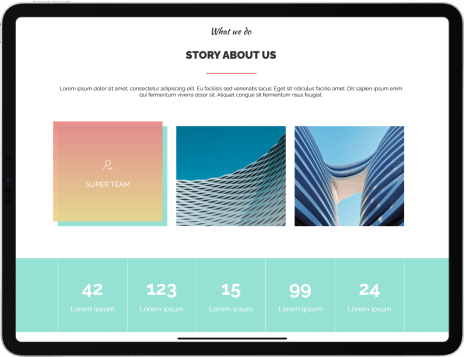 What we do
STORY ABOUT US
Lorem ipsum dolor sit amet, consectetur adipiscing elit. Eu facilisis sed venenatis lacus. Eget sit ridiculus facilisi amet. Dis sapien ipsum enim
dui fermentum viverra dolor sit. Aliquet congue sit fermentum risus feugiat.
SUPER TEAM
42 123 15 99 24
Lorem ipsum Lorem ipsum Lorem ipsum Lorem ipsum Lorem ipsum